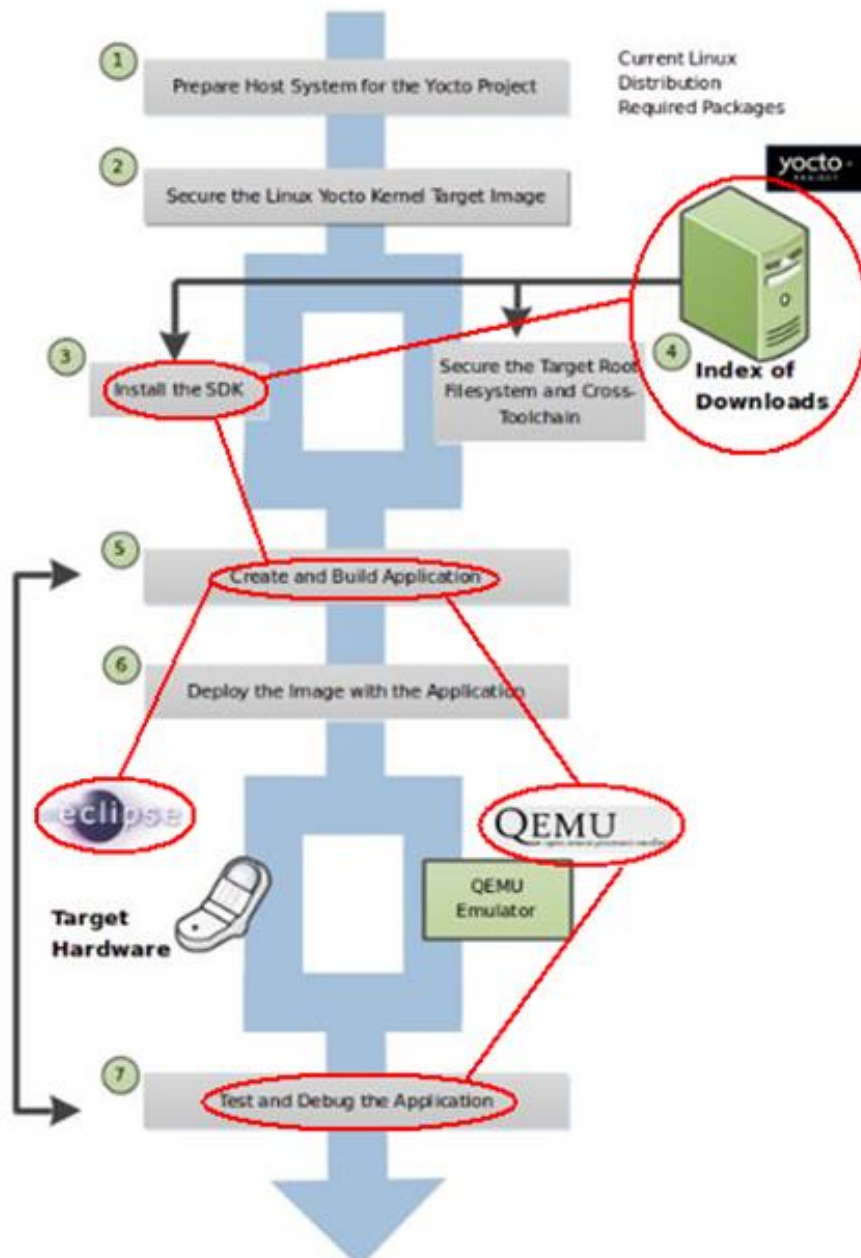 1
Prepare Host System for the Yocto Project
Current Linux
Distribution
Required Packages
2
Secure the Linux Yocto Kernel Target Image
yocto
PROJECT
3
Install the SDK
Secure the Target Root
Filesystem and Cross-
Toolchain
4
Index of
Downloads
5
Create and Build Application
6
Deploy the Image with the Application
eclipse
QEMU
QEMU
Emulator
Target
Hardware
7
Test and Debug the Application